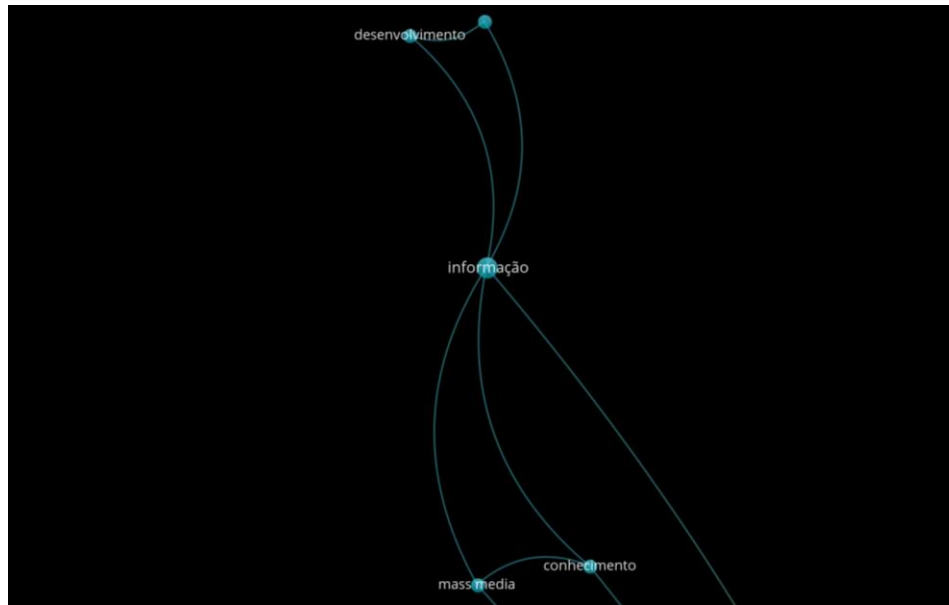 desenvolvimento
informação
conhecimento
mass media